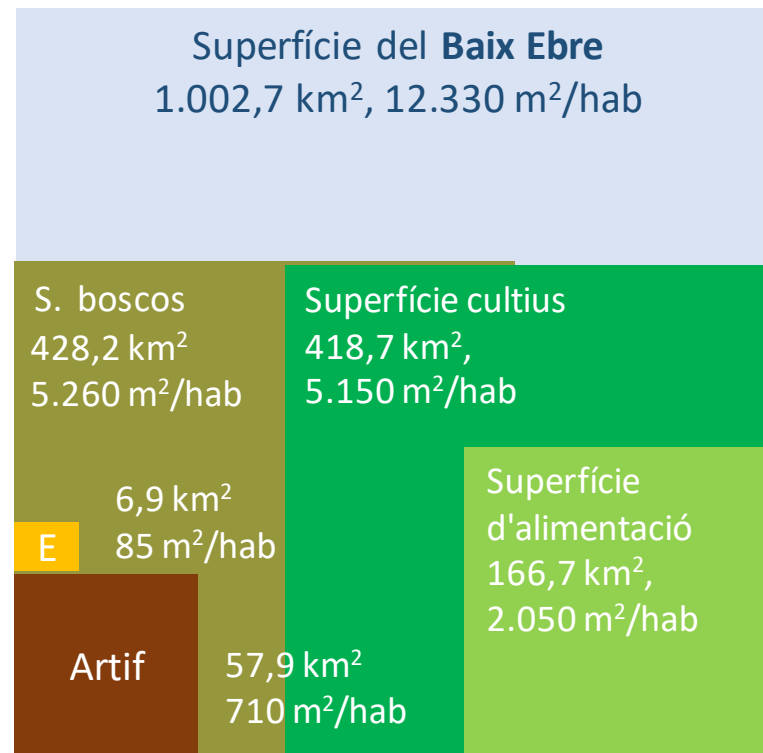 Superfície del Baix Ebre
1.002,7 km², 12.330 m²/hab
S. boscos
428,2 km²
5.260 m²/hab
Superfície cultius
418,7 km²,
5.150 m²/hab
6,9 km²
E 85 m²/hab
Superfície
d'alimentació
166,7 km²,
2.050 m²/hab
Artif
57,9 km²
710 m²/hab